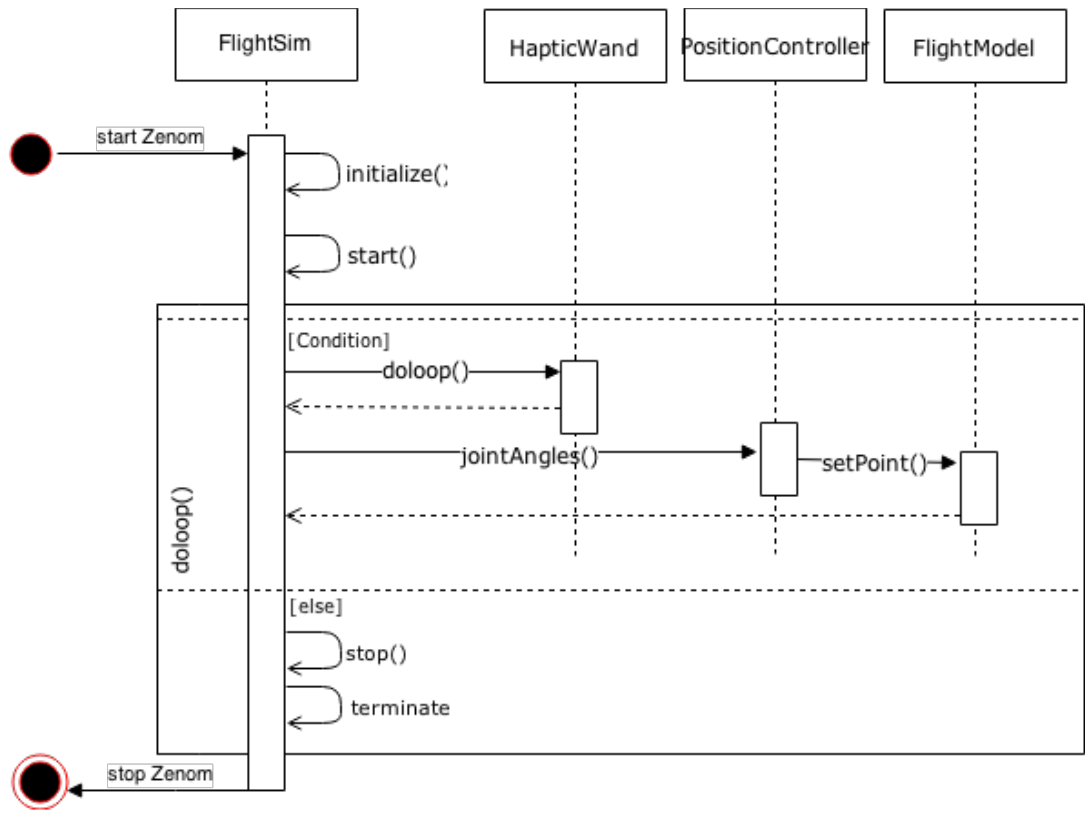 FlightSim
HapticWand
PositionController
FlightModel
start Zenom
initialize()
start()
[Condition]
doloop()
jointAngles()
setPoint()
doloop()
[else]
stop()
terminate
stop Zenom